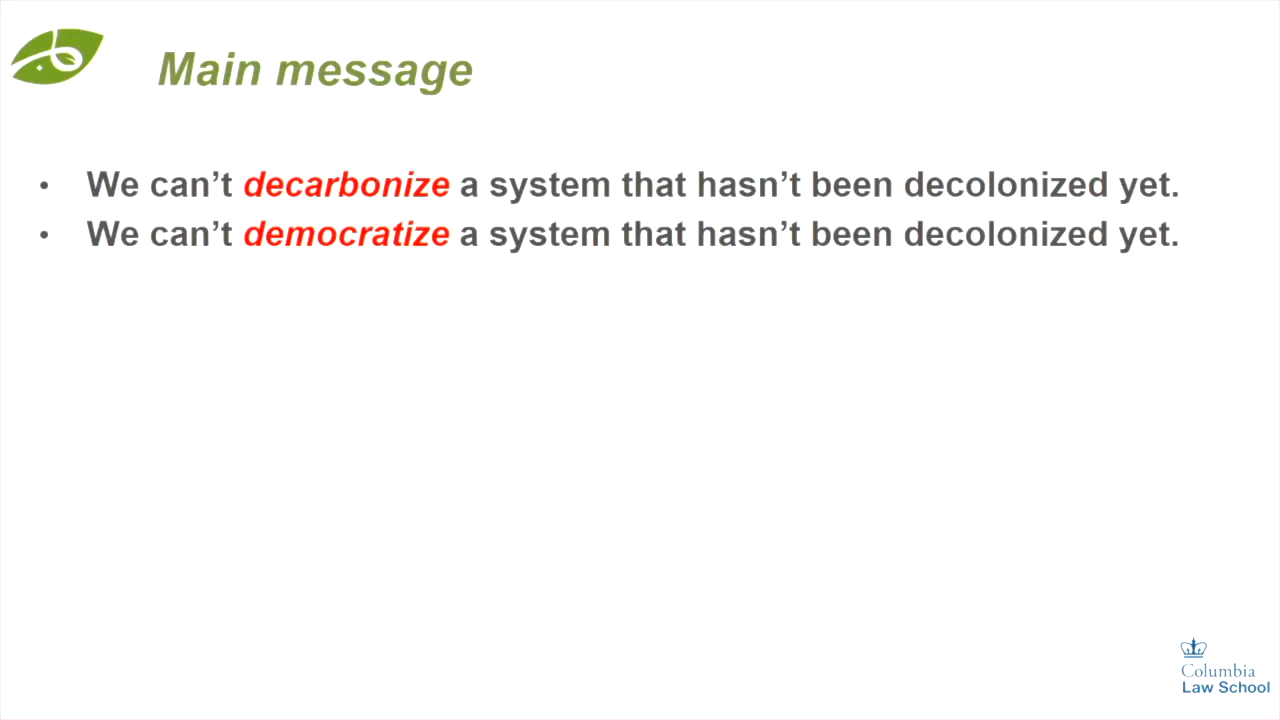 Main message
• We can’t decarbonize a system that hasn’t been decolonized yet.
• We can’t democratize a system that hasn’t been decolonized yet.
Columbia
Law School